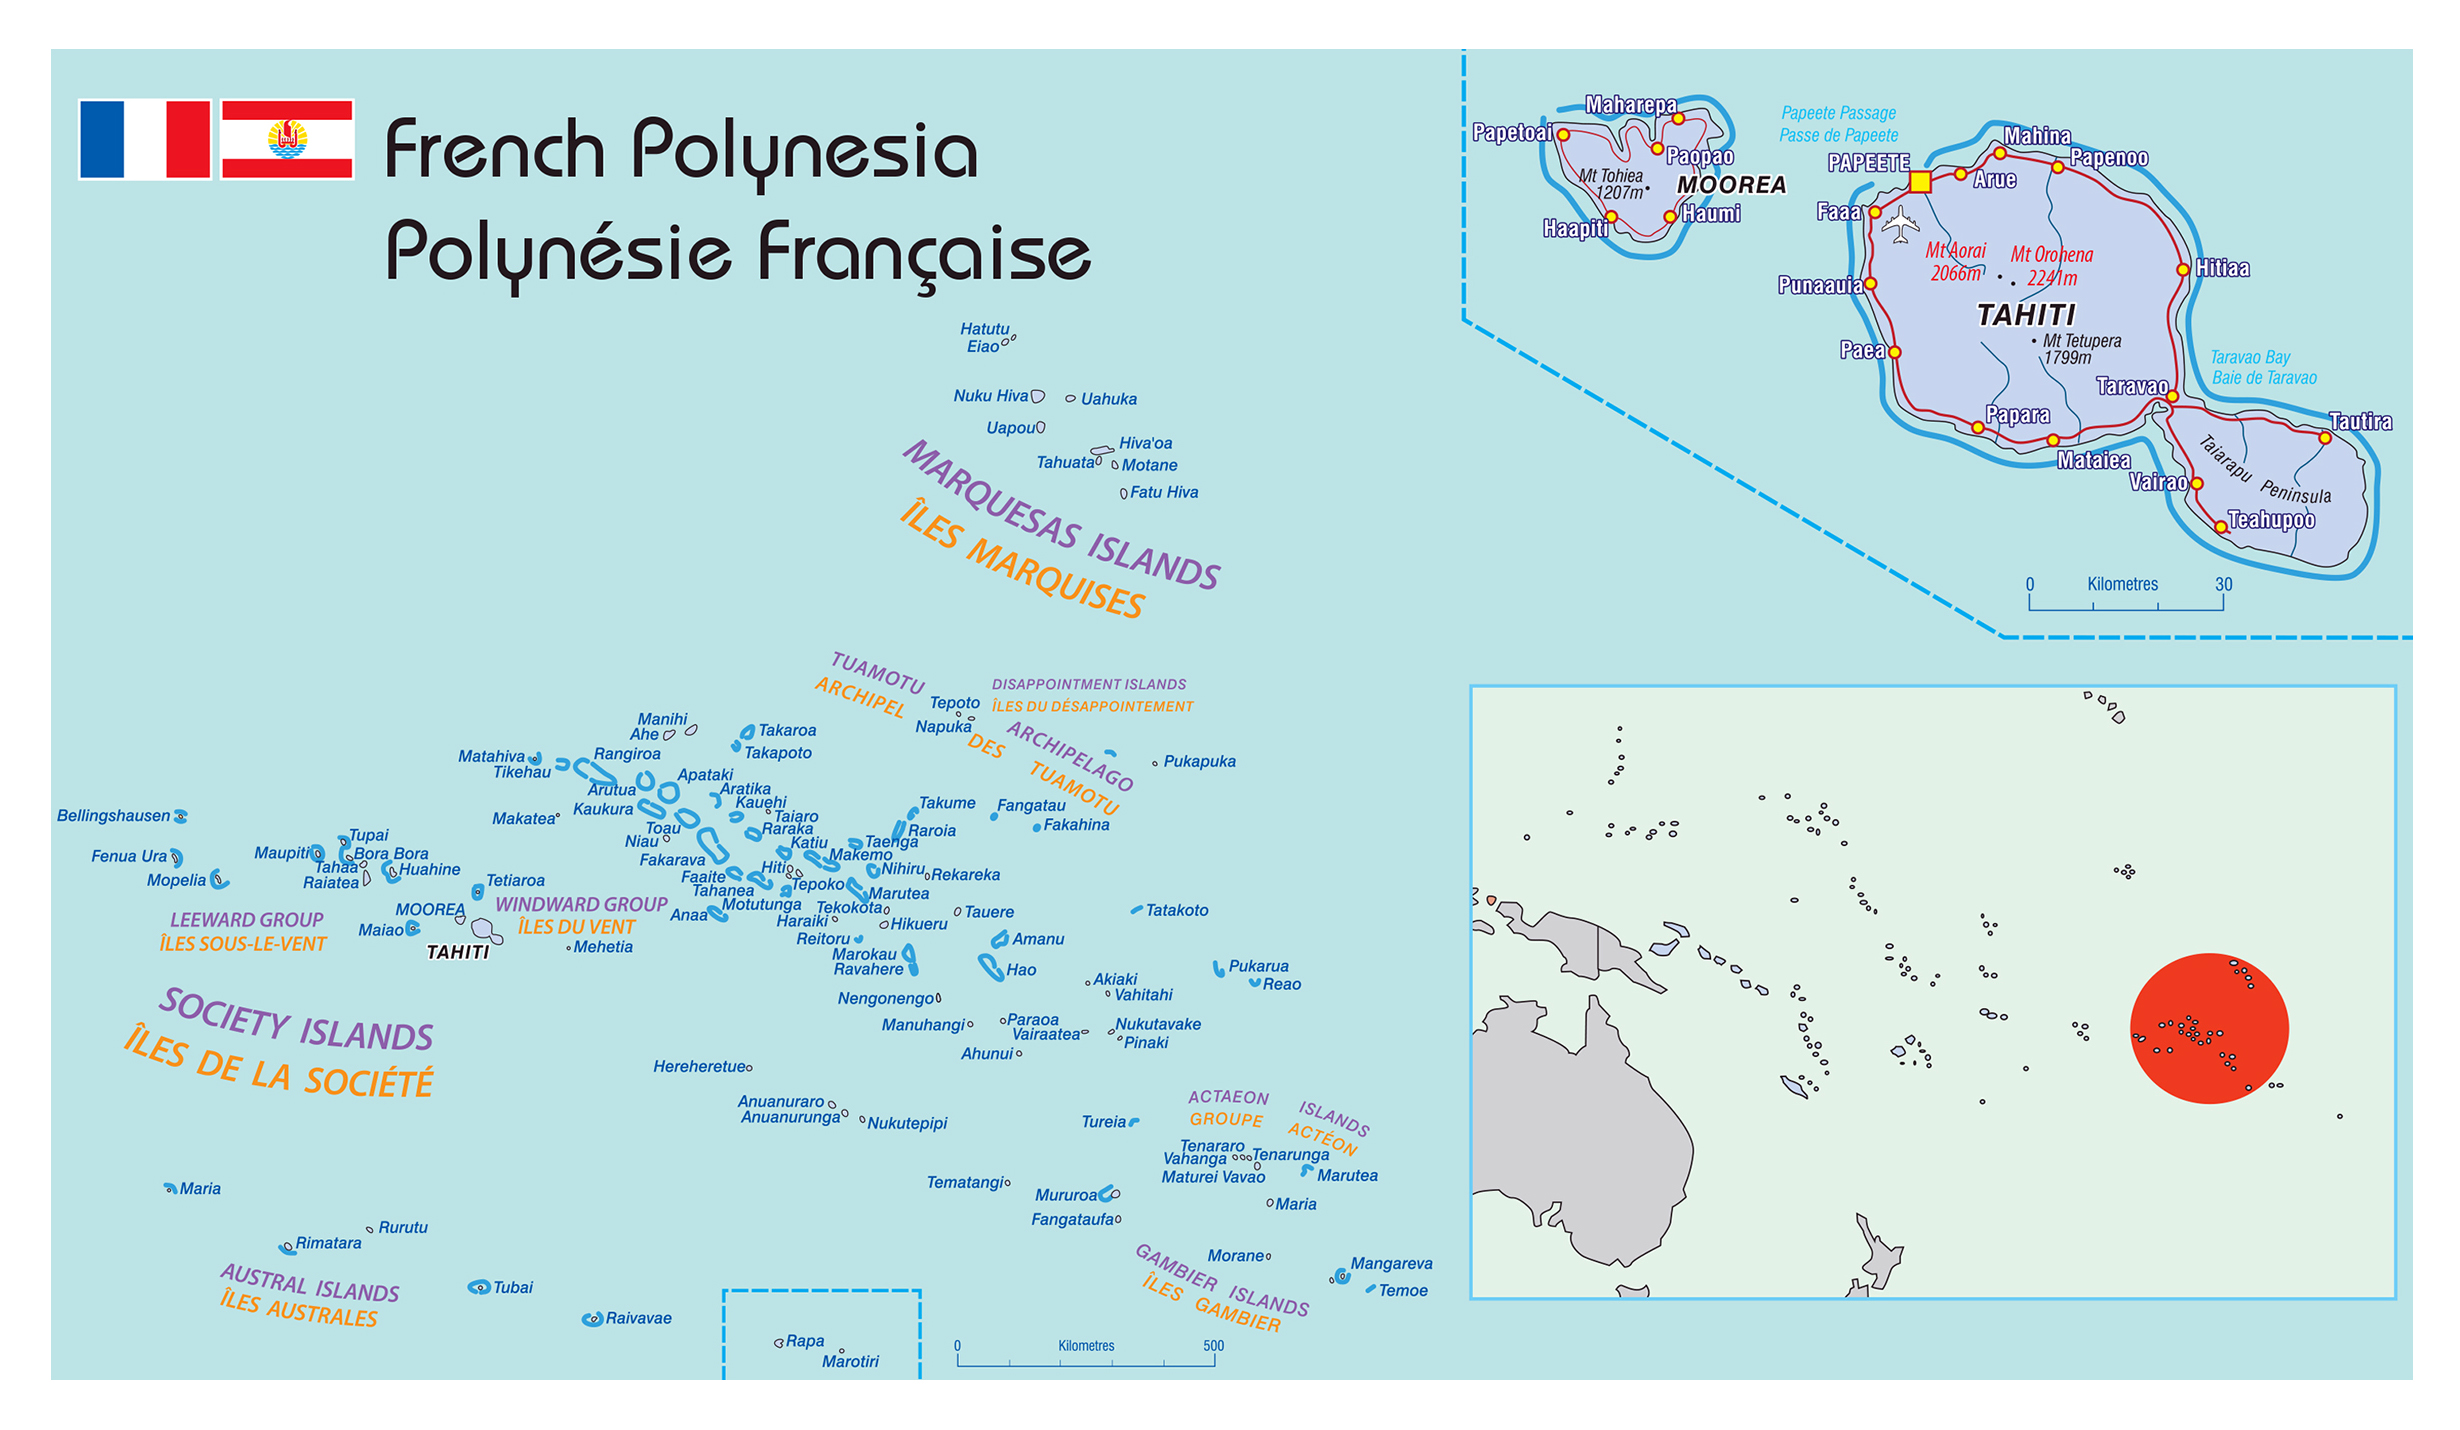 French Polynesia
Polynésie Française
Hatutu
Eiao
Nuku Hiva
Uahuka
Uapou
Hiva'oa
Tahuata
Motane
Fatu Hiva
MARQUESAS ISLANDS
ÎLES MARQUISES
TUAMOTU ARCHIPELAGO
ARCHIPEL DES TUAMOTU
DISAPPOINTMENT ISLANDS
ÎLES DU DÉSAPPOINTEMENT
Tepoto
Napuka
Pukapuka
Manihi
Ahe
Takaroa
Takapoto
Matahiva
Tikehau
Rangiroa
Arutua
Apataki
Kaukura
Aratika
Kauehi
Taiaro
Makatea
Toau
Niau
Raraka
Fakarava
Katiu
Makemo
Taenga
Takume
Raroia
Fangatau
Fakahina
Faaite
Tahanea
Hiti
Tepoko
Motutunga
Anaa
Nihiru
Rekareka
Marutea
Tekokota
Haraiki
Hikueru
Tauere
Tatakoto
Reitoru
Marokau
Ravahere
Amanu
Hao
Pukarua
Reao
Akiaki
Vahitahi
Nengonengo
Manuhangi
Paraoa
Vairaatea
Nukutavake
Pinaki
Ahunui
Hereheretue
Anuanuraro
Anuanurunga
Nukutepipi
Bellingshausen
Fenua Ura
Mopelia
Maupiti
Tupai
Bora Bora
Tahaa
Raiatea
Huahine
Tetiaroa
LEEWARD GROUP
ÎLES SOUS-LE-VENT
MOOREA
Maiao
TAHITI
WINDWARD GROUP
ÎLES DU VENT
Mehetia
SOCIETY ISLANDS
ÎLES DE LA SOCIÉTÉ
Tureia
ACTAEON ISLANDS
GROUPE ACTÉON
Tenararo
Vahanga
Tenarunga
Maturei Vavao
Marutea
Tematangi
Mururoa
Fangataufa
Maria
Morane
Mangareva
Temoe
GAMBIER ISLANDS
ÎLES GAMBIER
Maria
Rurutu
Rimatara
AUSTRAL ISLANDS
ÎLES AUSTRALES
Tubai
Raivavae
Rapa
Marotiri
0 Kilometres 500
Maharepa
Papetoai
Paopao
Mt Tohiea
1207m
MOOREA
Haapiti
Haumi
Papeete Passage
Passe de Papeete
PAPEETE
Mahina
Papenoo
Arue
Faaa
Mt Aorai
2066m
Mt Orohena
2241m
Hitiaa
Punaauia
TAHITI
Mt Tetupera
1799m
Paea
Taravao Bay
Baie de Taravao
Taravao
Papara
Mataiea
Tautira
Vairao
Taiarapu Peninsula
Teahupoo
0 Kilometres 30